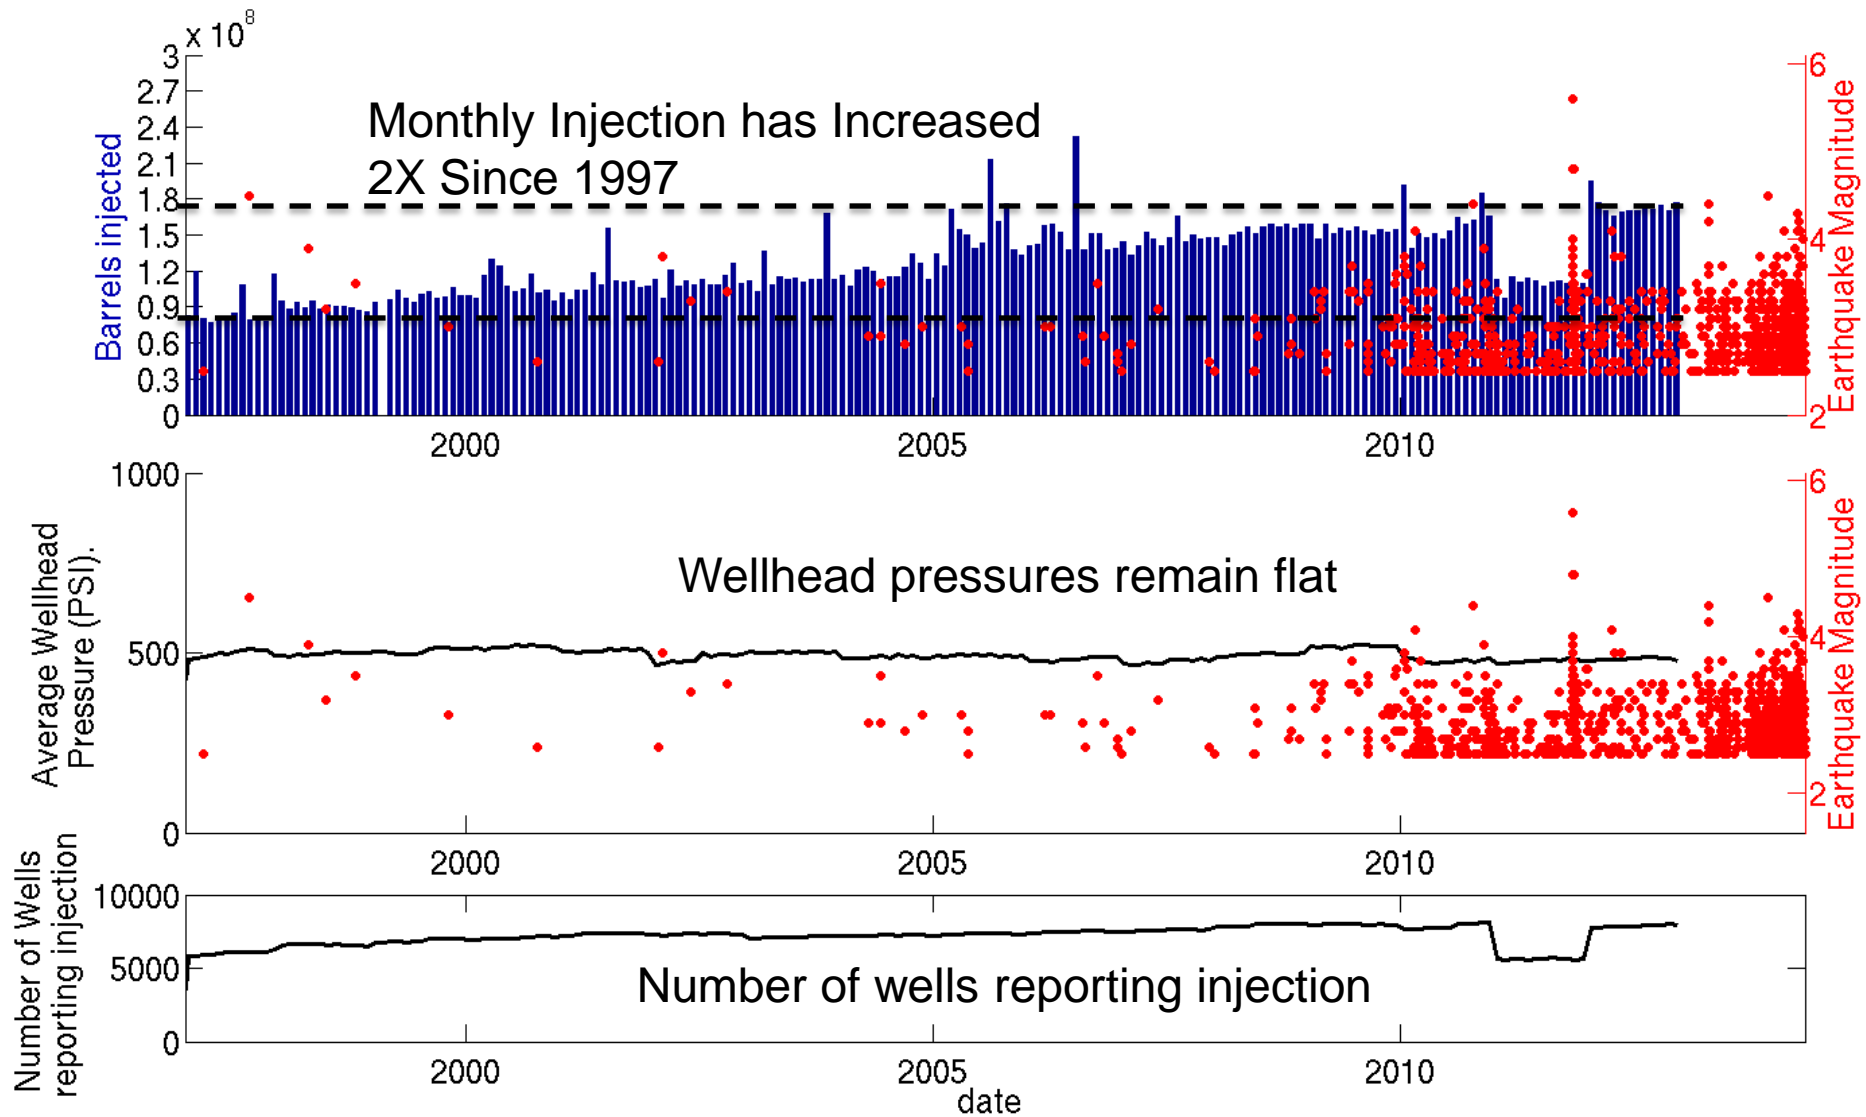 x 10^8
3
2.7
2.4
2.1
1.8
1.5
1.2
0.9
0.6
0.3
0
Barrels injected
Monthly Injection has Increased
2X Since 1997
6
4
2
Earthquake Magnitude
2000
2005
2010
1000
500
0
Average Wellhead
Pressure (PSI).
Wellhead pressures remain flat
6
4
2
Earthquake Magnitude
2000
2005
2010
10000
5000
0
Number of Wells
reporting injection
Number of wells reporting injection
2000
2005
2010
date